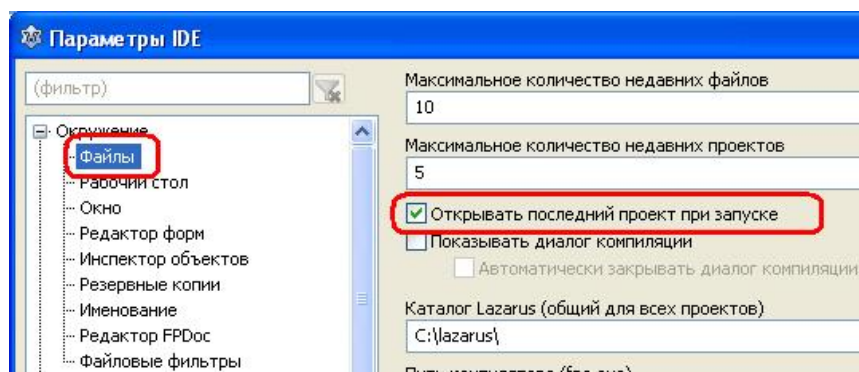 Параметры IDE
(фильтр)
Окружение
Файлы
Рабочий стол
Окно
Редактор форм
Инспектор объектов
Резервные копии
Именование
Редактор FPDoc
Файловые фильтры
Максимальное количество недавних файлов
10
Максимальное количество недавних проектов
5
Открывать последний проект при запуске
Показывать диалог компиляции
Автоматически закрывать диалог компиляции
Каталог Lazarus (общий для всех проектов)
C:\lazarus\